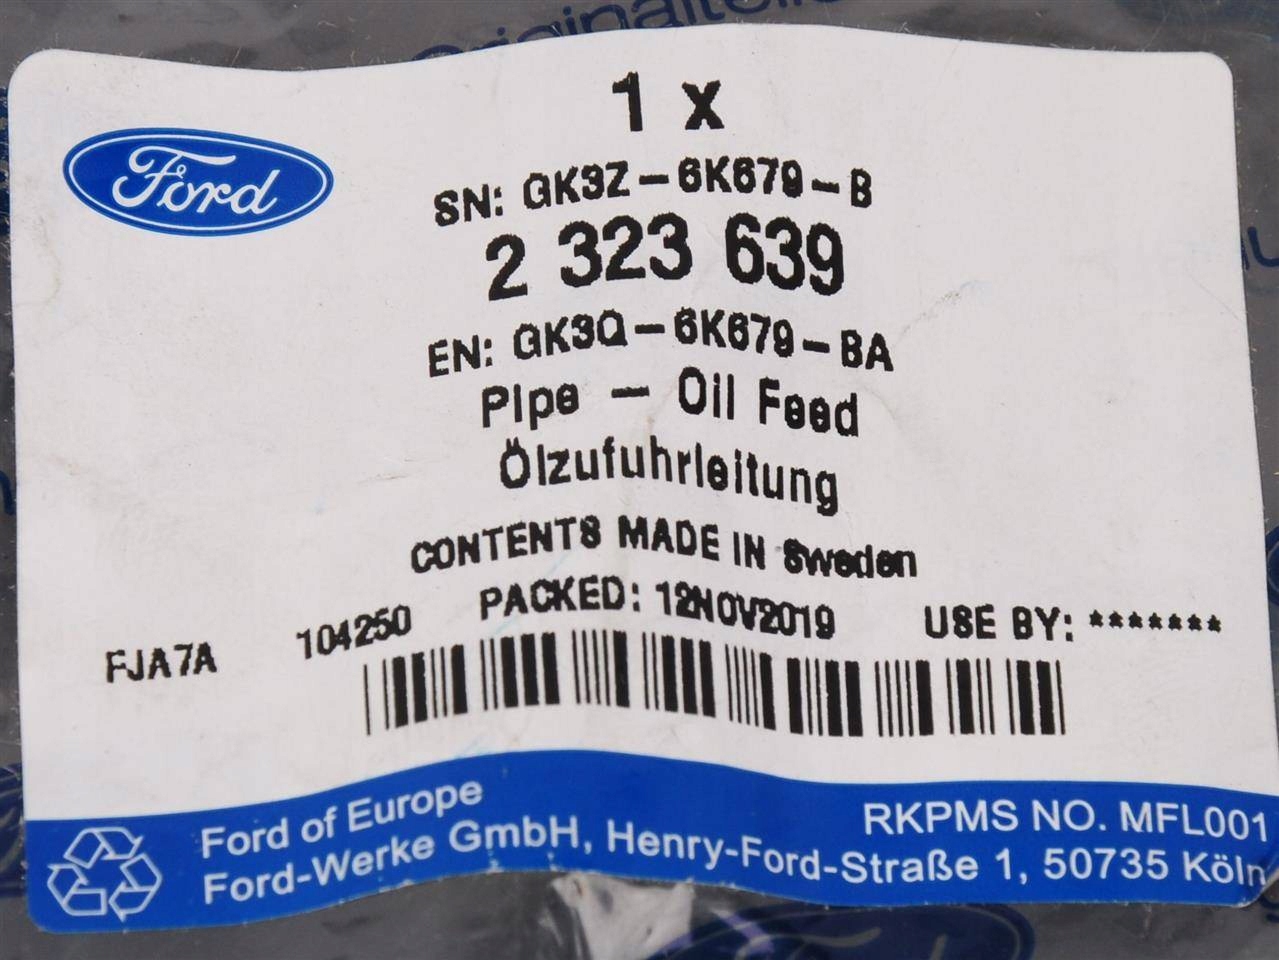 Originalteile
1 x
Ford
SN: GK3Z-6K679-B
2 323 639
EN: GK3Q-6K679-BA
Pipe - Oil Feed
Ölzufuhrleitung
CONTENTS MADE IN Sweden
PACKED: 12NOV2019
USE BY: *******
FJA7A
104250
Ford of Europe
RKPMS NO. MFL001
Ford-Werke GmbH, Henry-Ford-Straße 1, 50735 Köln